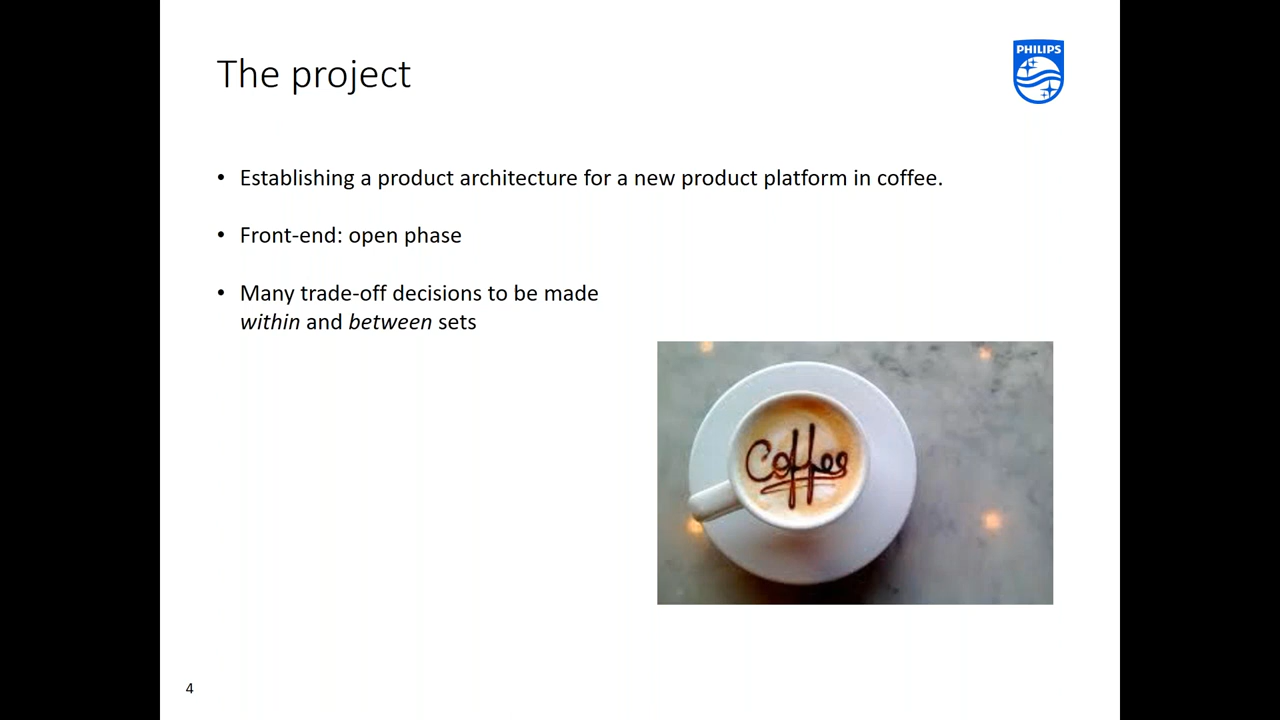 The project
PHILIPS
• Establishing a product architecture for a new product platform in coffee.
• Front-end: open phase
• Many trade-off decisions to be made
within and between sets
Coffee
4